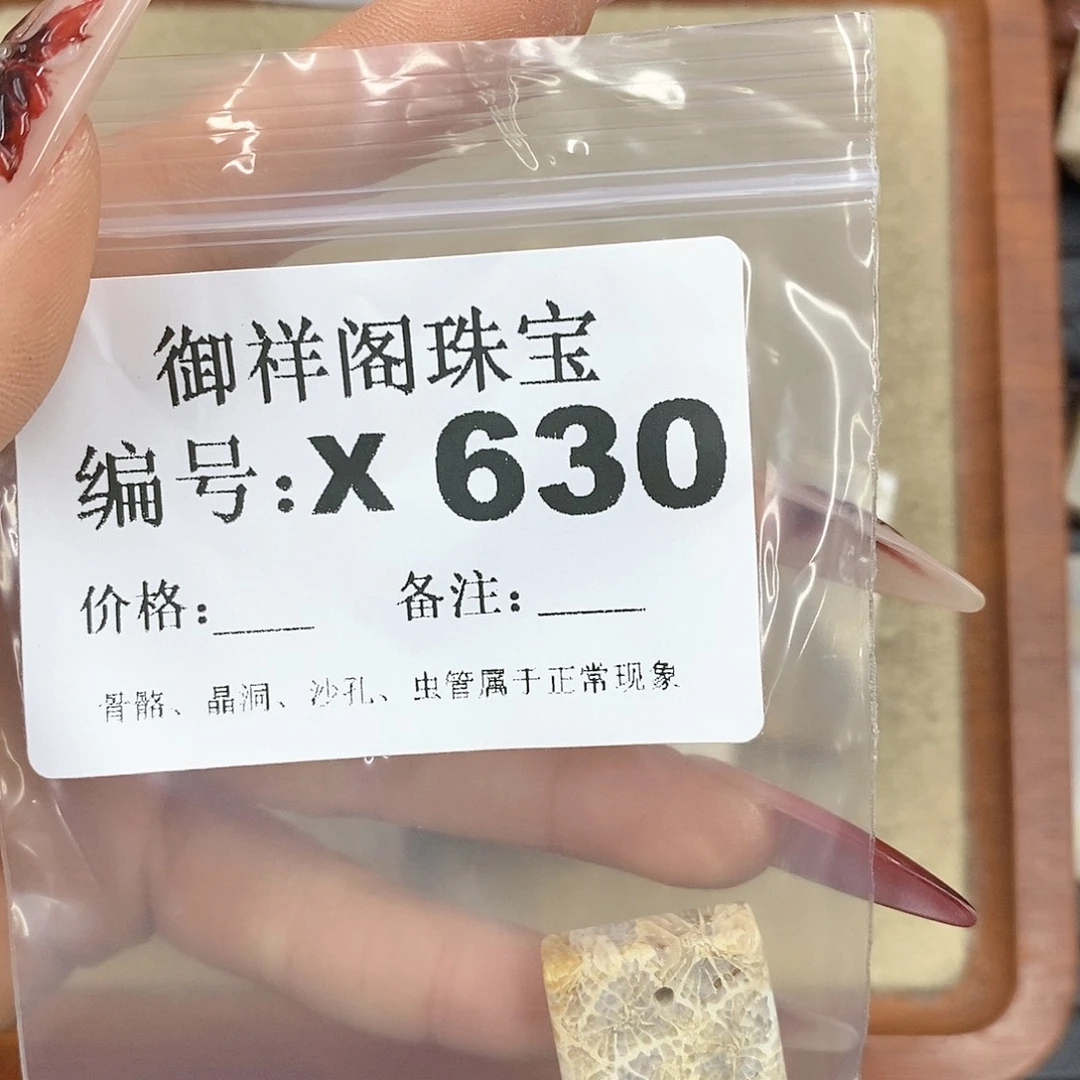 御祥阁珠宝
编号:X 630
价格:____ 备注:____
骨骼、晶洞、沙孔、虫管属于正常现象